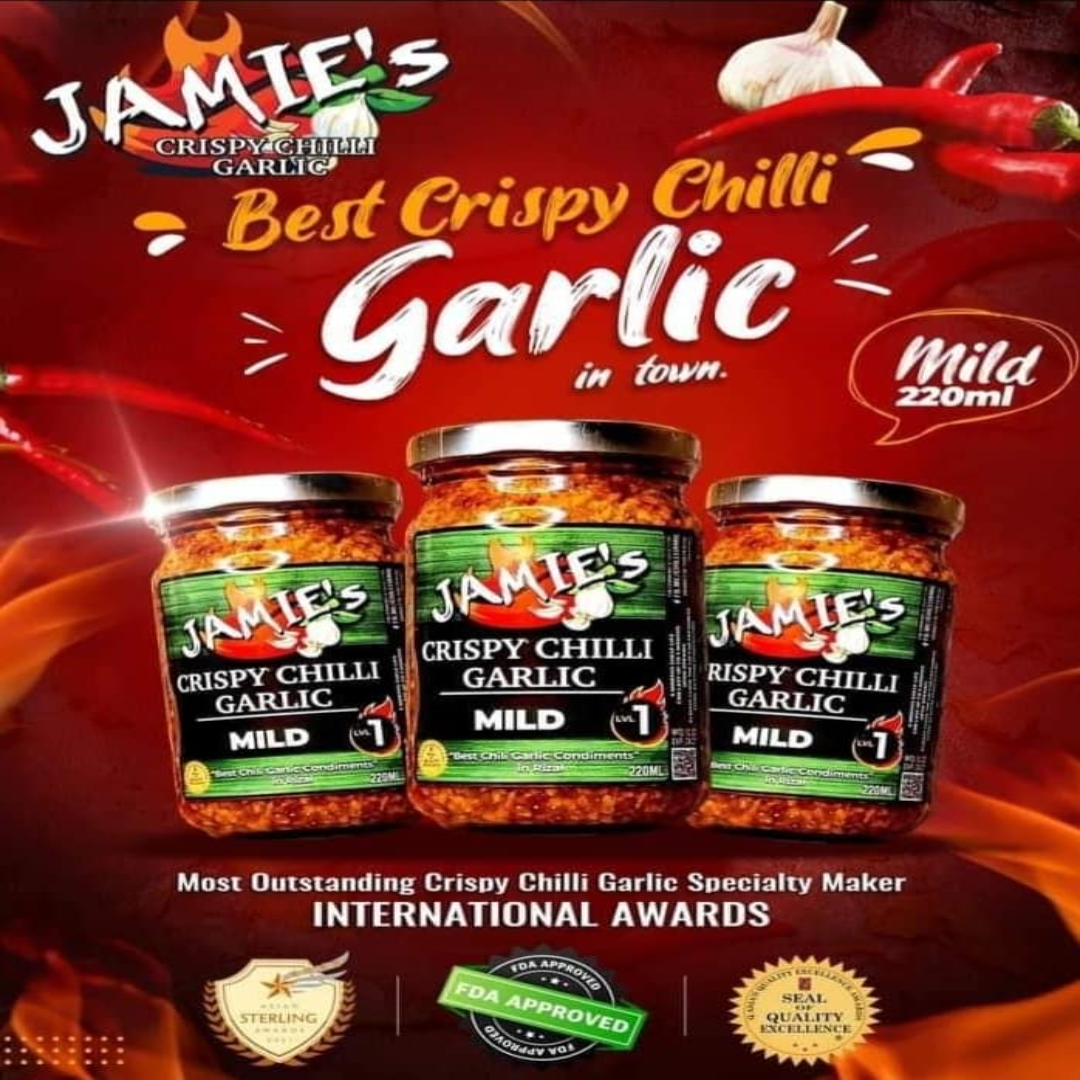 JAMIE's
CRISPY CHILLI
GARLIC
Best Crispy Chilli
Garlic
in town.
Mild
220ml
JAMIE's
CRISPY CHILLI
GARLIC
MILD
LVL 1
"Best Chili Garlic Condiments"
in Rizal
220ML
JAMIE's
CRISPY CHILLI
GARLIC
MILD
LVL 1
"Best Chili Garlic Condiments"
in Rizal
220ML
JAMIE's
RISPY CHILLI
GARLIC
MILD
LVL 1
Best Chili Garlic Condiments"
in Rizal
220ML
Most Outstanding Crispy Chilli Garlic Specialty Maker
INTERNATIONAL AWARDS
ASIAN
STERLING
AWARDS
2021
FDA APPROVED
FDA APPROVED
FDA APPROVED
SEAL
OF
QUALITY
EXCELLENCE